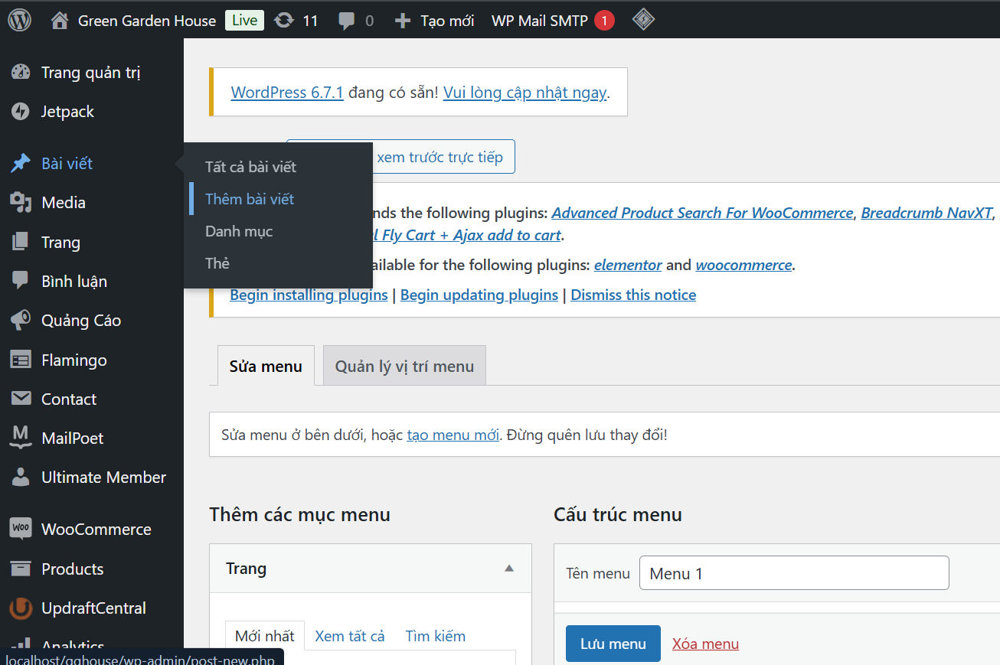 Green Garden House Live 11 0 Tạo mới WP Mail SMTP 1
Trang quản trị
Jetpack
Bài viết
Media
Trang
Bình luận
Quảng Cáo
Flamingo
Contact
MailPoet
Ultimate Member
WooCommerce
Products
UpdraftCentral
Analytics
Tất cả bài viết
Thêm bài viết
Danh mục
Thẻ
WordPress 6.7.1 đang có sẵn! Vui lòng cập nhật ngay.
xem trước trực tiếp
nds the following plugins: Advanced Product Search For WooCommerce, Breadcrumb NavXT,
l Fly Cart + Ajax add to cart.
ailable for the following plugins: elementor and woocommerce.
Begin installing plugins | Begin updating plugins | Dismiss this notice
Sửa menu Quản lý vị trí menu
Sửa menu ở bên dưới, hoặc tạo menu mới. Đừng quên lưu thay đổi!
Thêm các mục menu
Trang
Mới nhất Xem tất cả Tìm kiếm
Cấu trúc menu
Tên menu Menu 1
Lưu menu Xóa menu
localhost/gghouse/wp-admin/post-new.php